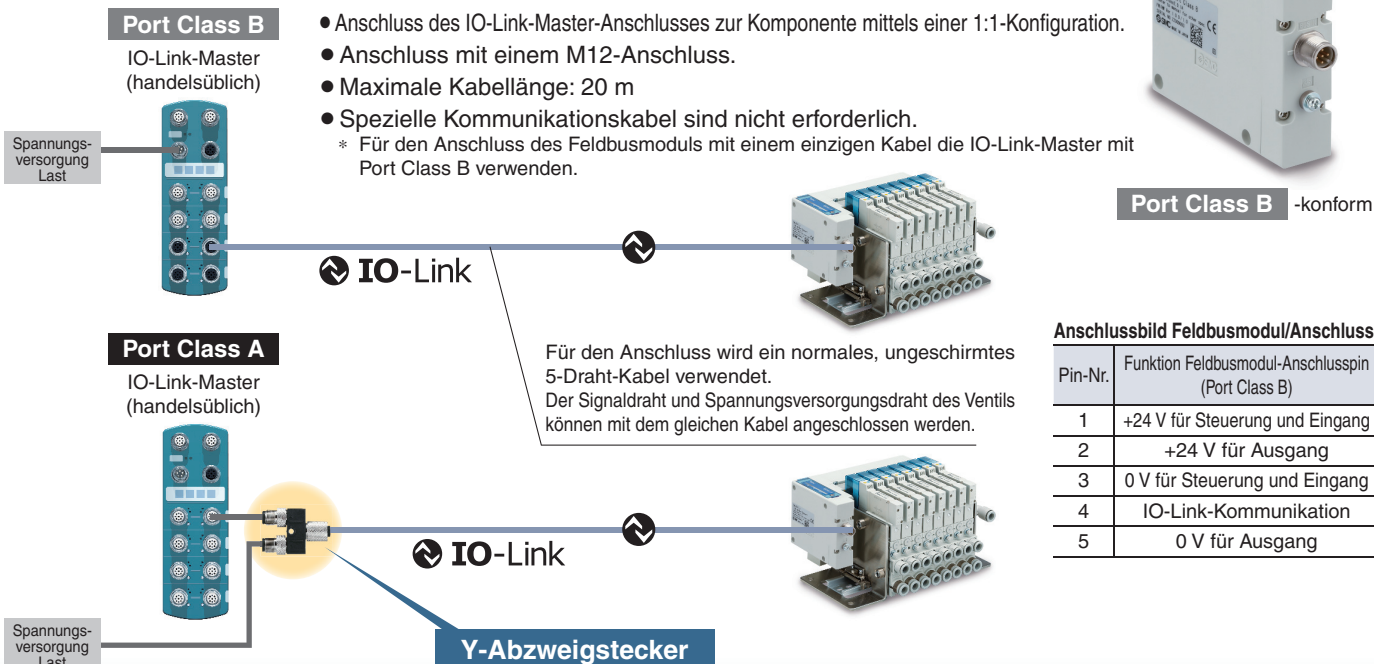 Port Class B
IO-Link-Master
(handelsüblich)
Spannungs-
versorgung
Last
● Anschluss des IO-Link-Master-Anschlusses zur Komponente mittels einer 1:1-Konfiguration.
● Anschluss mit einem M12-Anschluss.
● Maximale Kabellänge: 20 m
● Spezielle Kommunikationskabel sind nicht erforderlich.
* Für den Anschluss des Feldbusmoduls mit einem einzigen Kabel die IO-Link-Master mit
Port Class B verwenden.
Port Class B -konform
IO-Link
Port Class A
IO-Link-Master
(handelsüblich)
Für den Anschluss wird ein normales, ungeschirmtes
5-Draht-Kabel verwendet.
Der Signaldraht und Spannungsversorgungsdraht des Ventils
können mit dem gleichen Kabel angeschlossen werden.
IO-Link
Y-Abzweigstecker
Spannungs-
versorgung
Last
Anschlussbild Feldbusmodul/Anschluss
Pin-Nr. Funktion Feldbusmodul-Anschlusspin
(Port Class B)
1 +24 V für Steuerung und Eingang
2 +24 V für Ausgang
3 0 V für Steuerung und Eingang
4 IO-Link-Kommunikation
5 0 V für Ausgang